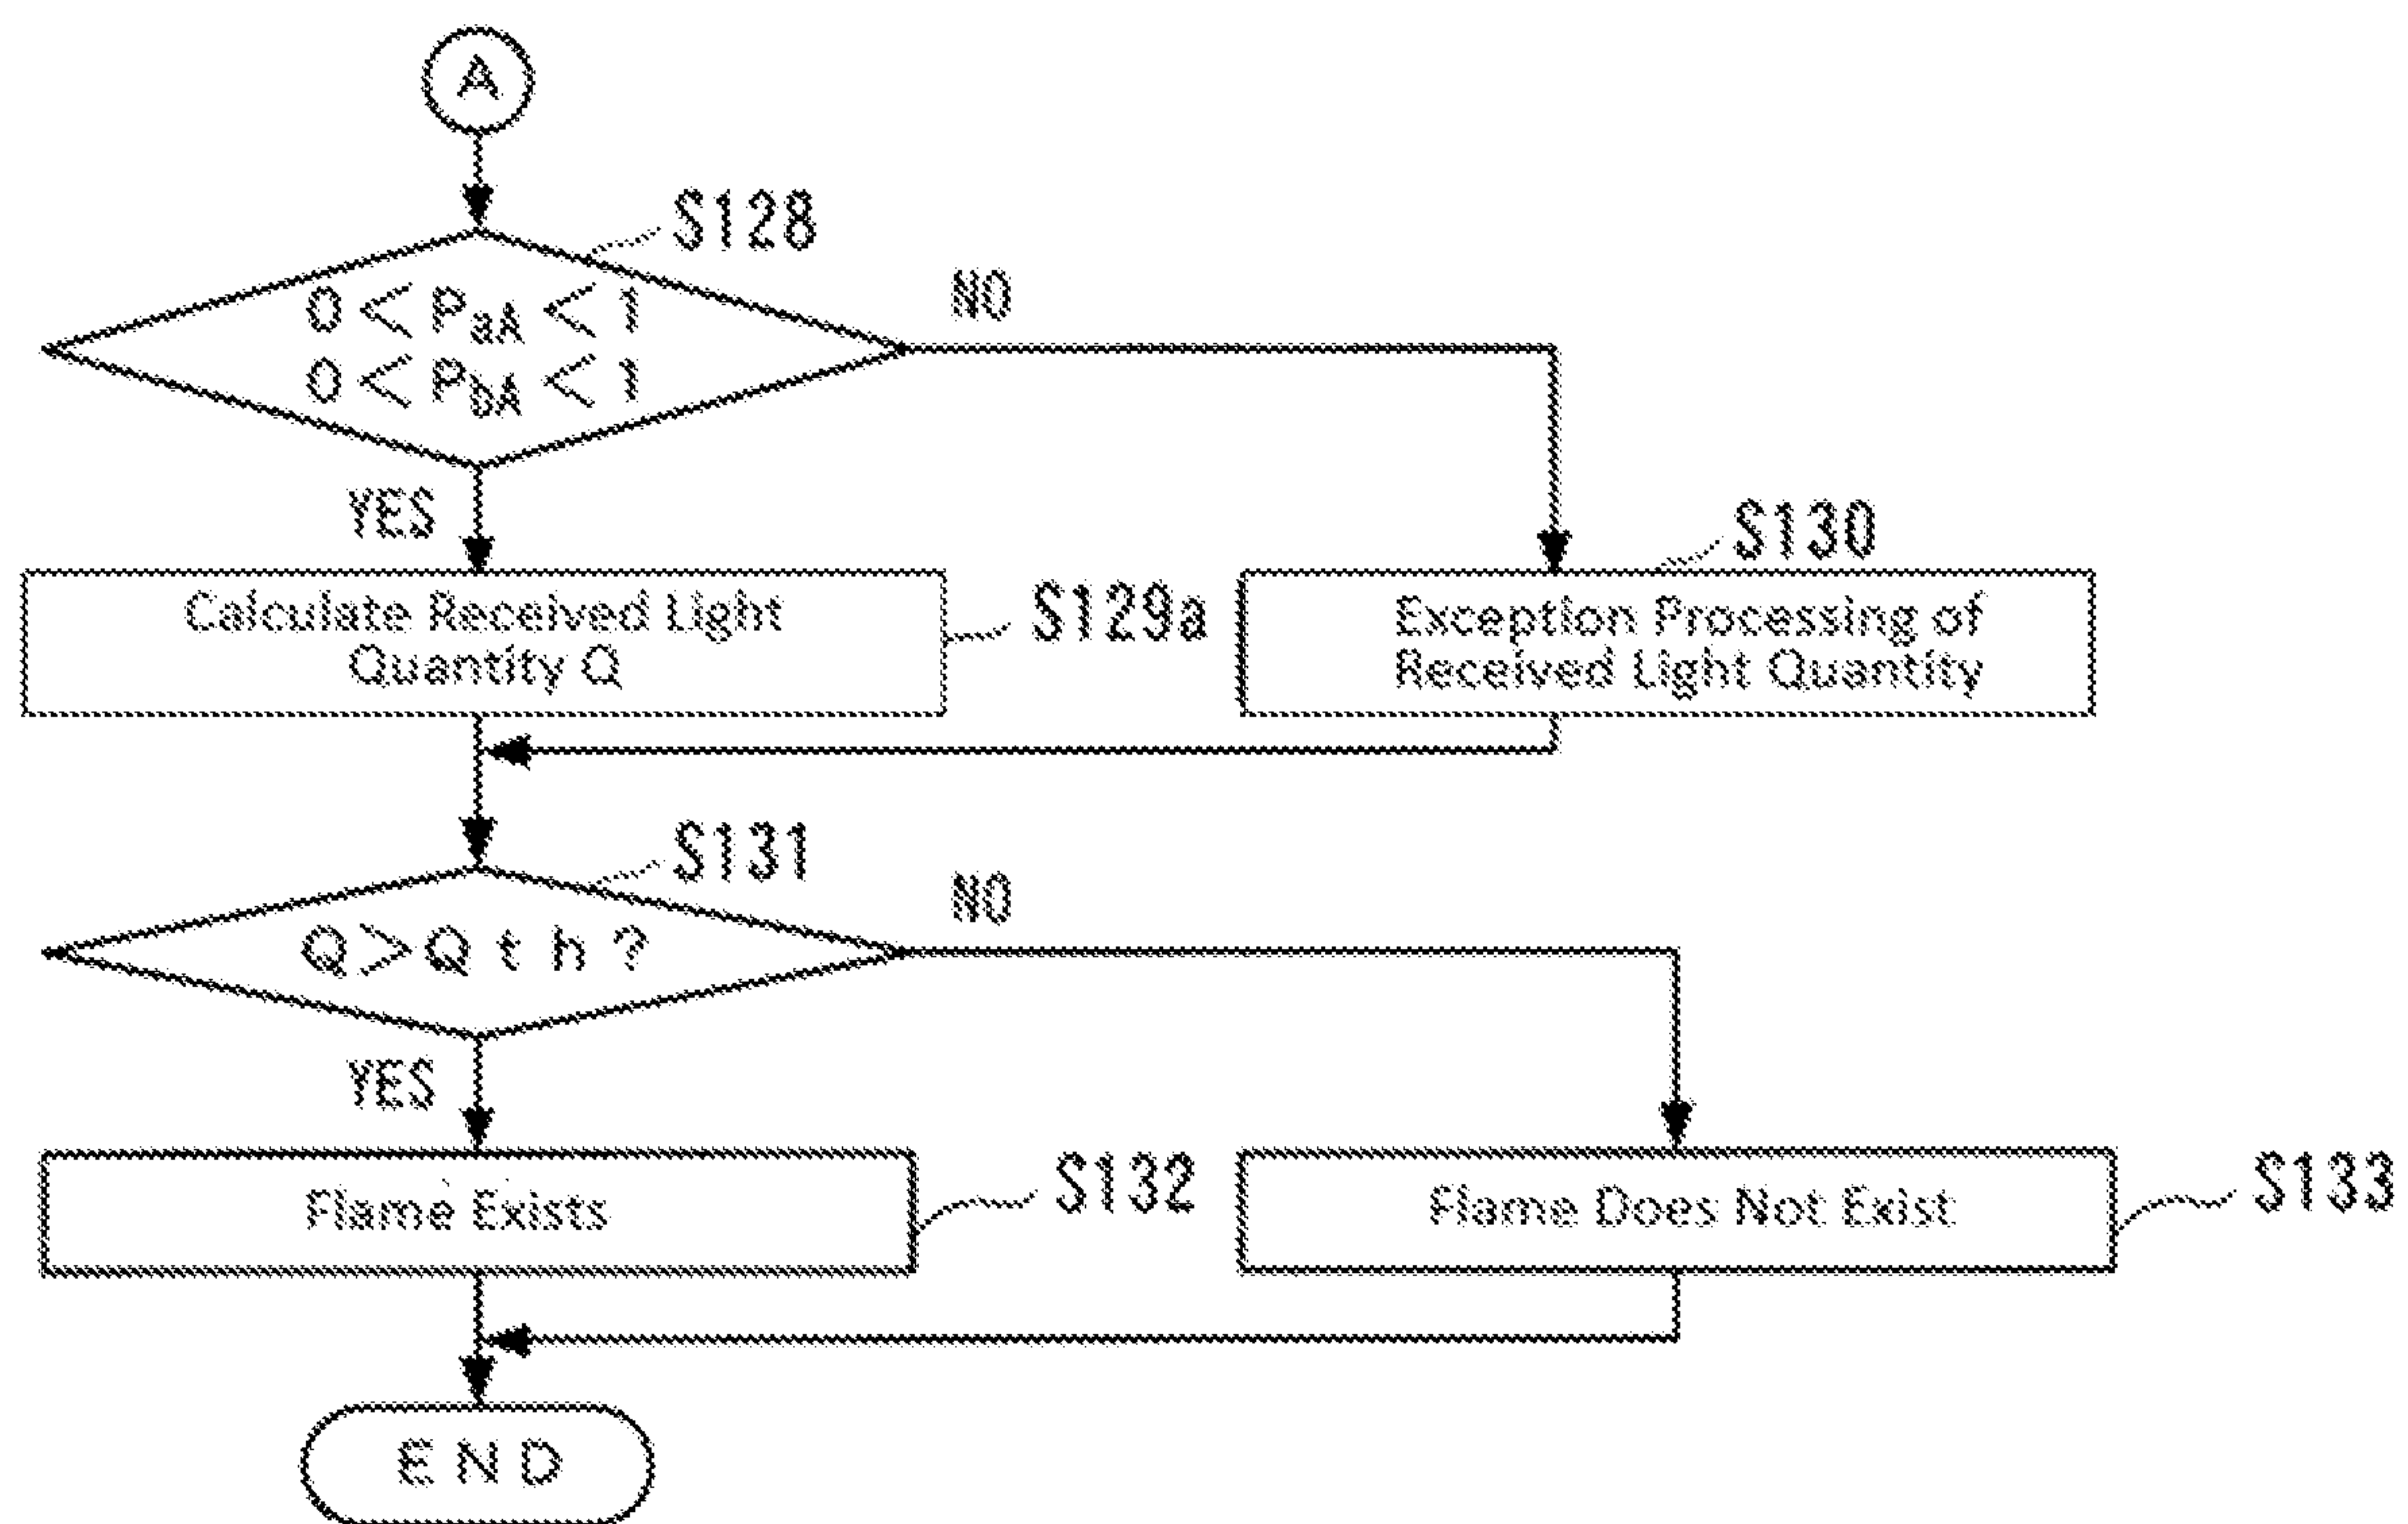 A
S128
0 < PaA < 1
0 < PbA < 1
NO
YES
S130
Calculate Received Light
Quantity Q
S129a
Exception Processing of
Received Light Quantity
S131
Q>Qth?
NO
YES
Flame Exists
S132
Flame Does Not Exist
S133
END